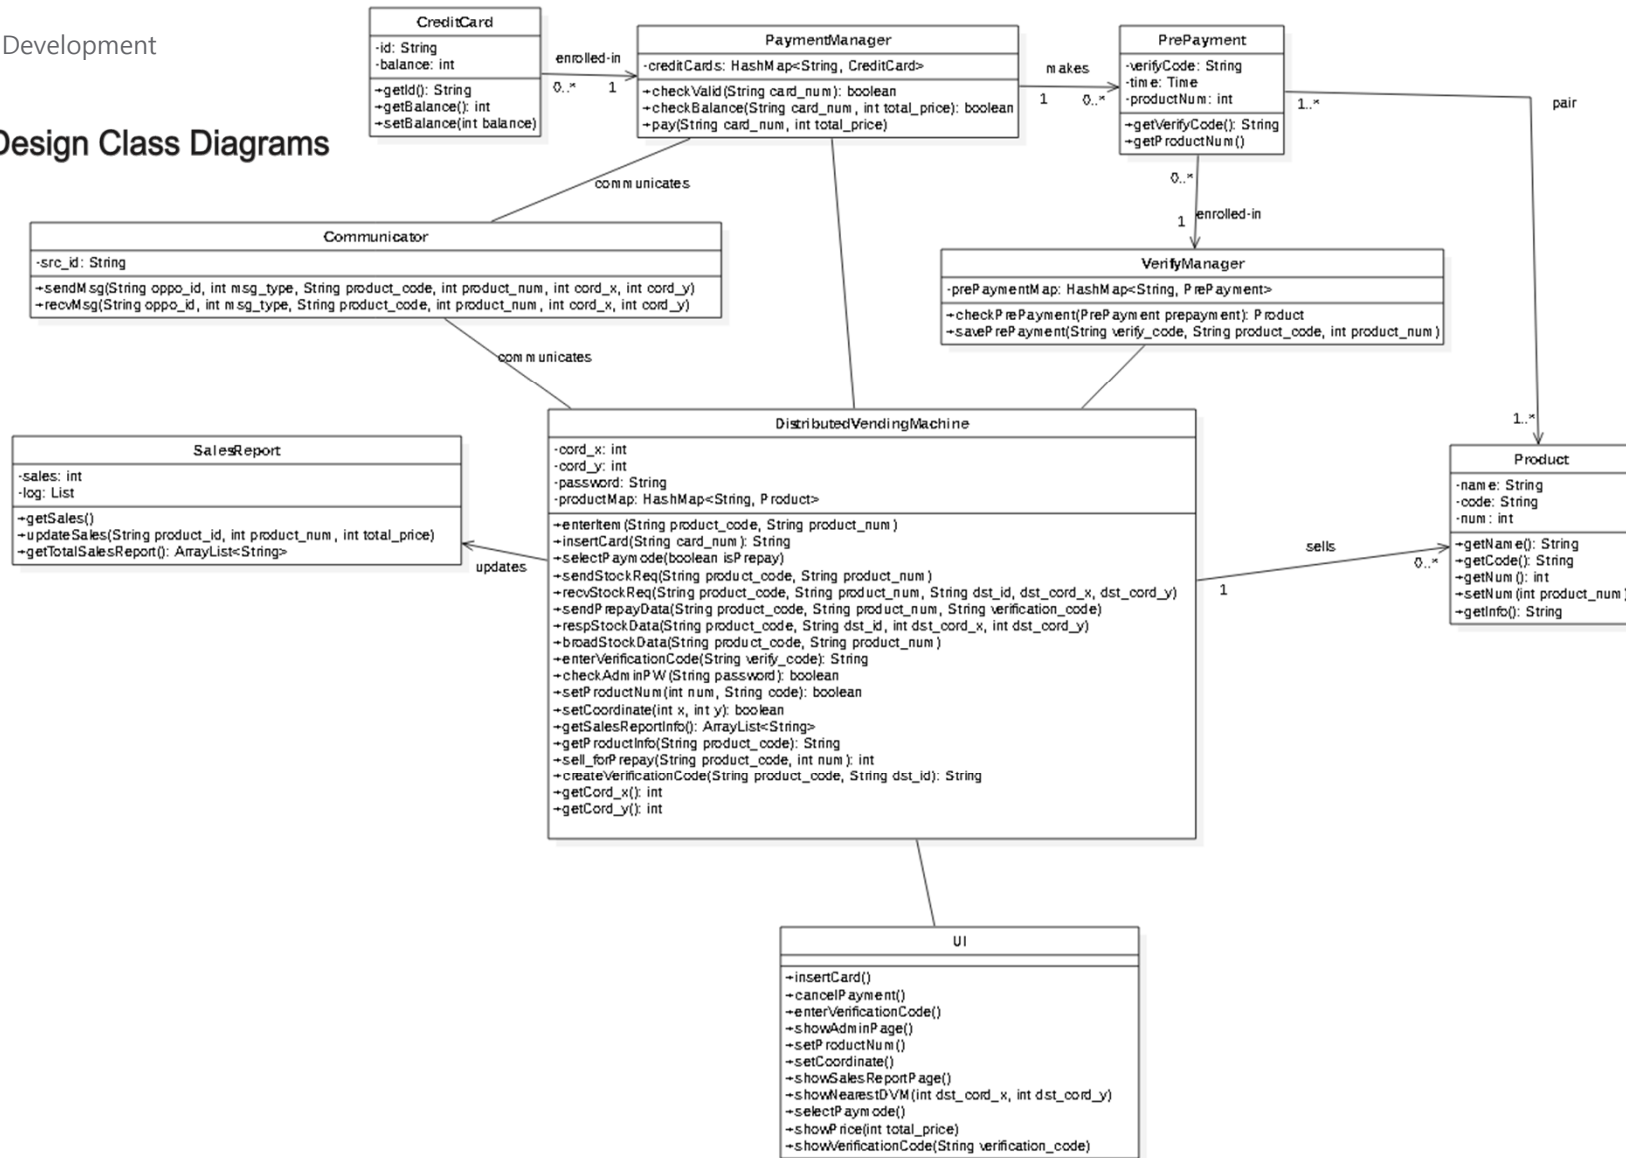 Development
Design Class Diagrams
CreditCard
-id: String
-balance: int
+getId(): String
+getBalance(): int
+setBalance(int balance)
enrolled-in
0..*
1
PaymentManager
-creditCards: HashMap<String, CreditCard>
+checkValid(String card_num): boolean
+checkBalance(String card_num, int total_price): boolean
+pay(String card_num, int total_price)
makes
1
0..*
PrePayment
-verifyCode: String
-time: Time
-productNum: int
+getVerifyCode(): String
+getProductNum()
1..*
pair
1..*
communicates
0..*
1
enrolled-in
Communicator
-src_id: String
+sendMsg(String oppo_id, int msg_type, String product_code, int product_num, int cord_x, int cord_y)
+recvMsg(String oppo_id, int msg_type, String product_code, int product_num, int cord_x, int cord_y)
communicates
VerifyManager
-prePaymentMap: HashMap<String, PrePayment>
+checkPrePayment(PrePayment prepayment): Product
+savePrePayment(String verify_code, String product_code, int product_num)
SalesReport
-sales: int
-log: List
+getSales()
+updateSales(String product_id, int product_num, int total_price)
+getTotalSalesReport(): ArrayList<String>
updates
DistributedVendingMachine
-cord_x: int
-cord_y: int
-password: String
-productMap: HashMap<String, Product>
+enterItem(String product_code, String product_num)
+insertCard(String card_num): String
+selectPaymode(boolean isPrepay)
+sendStockReq(String product_code, String product_num)
+recvStockReq(String product_code, String product_num, String dst_id, dst_cord_x, dst_cord_y)
+sendPrepayData(String product_code, String product_num, String verification_code)
+respStockData(String product_code, String dst_id, int dst_cord_x, int dst_cord_y)
+broadStockData(String product_code, String product_num)
+enterVerificationCode(String verify_code): String
+checkAdminPW(String password): boolean
+setProductNum(int num, String code): boolean
+setCoordinate(int x, int y): boolean
+getSalesReportInfo(): ArrayList<String>
+getProductInfo(String product_code): String
+sell_forPrepay(String product_code, int num): int
+createVerificationCode(String product_code, String dst_id): String
+getCord_x(): int
+getCord_y(): int
sells
1
0..*
Product
-name: String
-code: String
-num: int
+getName(): String
+getCode(): String
+getNum(): int
+setNum(int product_num)
+getInfo(): String
UI
+insertCard()
+cancelPayment()
+enterVerificationCode()
+showAdminPage()
+setProductNum()
+setCoordinate()
+showSalesReportPage()
+showNearestDVM(int dst_cord_x, int dst_cord_y)
+selectPaymode()
+showPrice(int total_price)
+showVerificationCode(String verification_code)